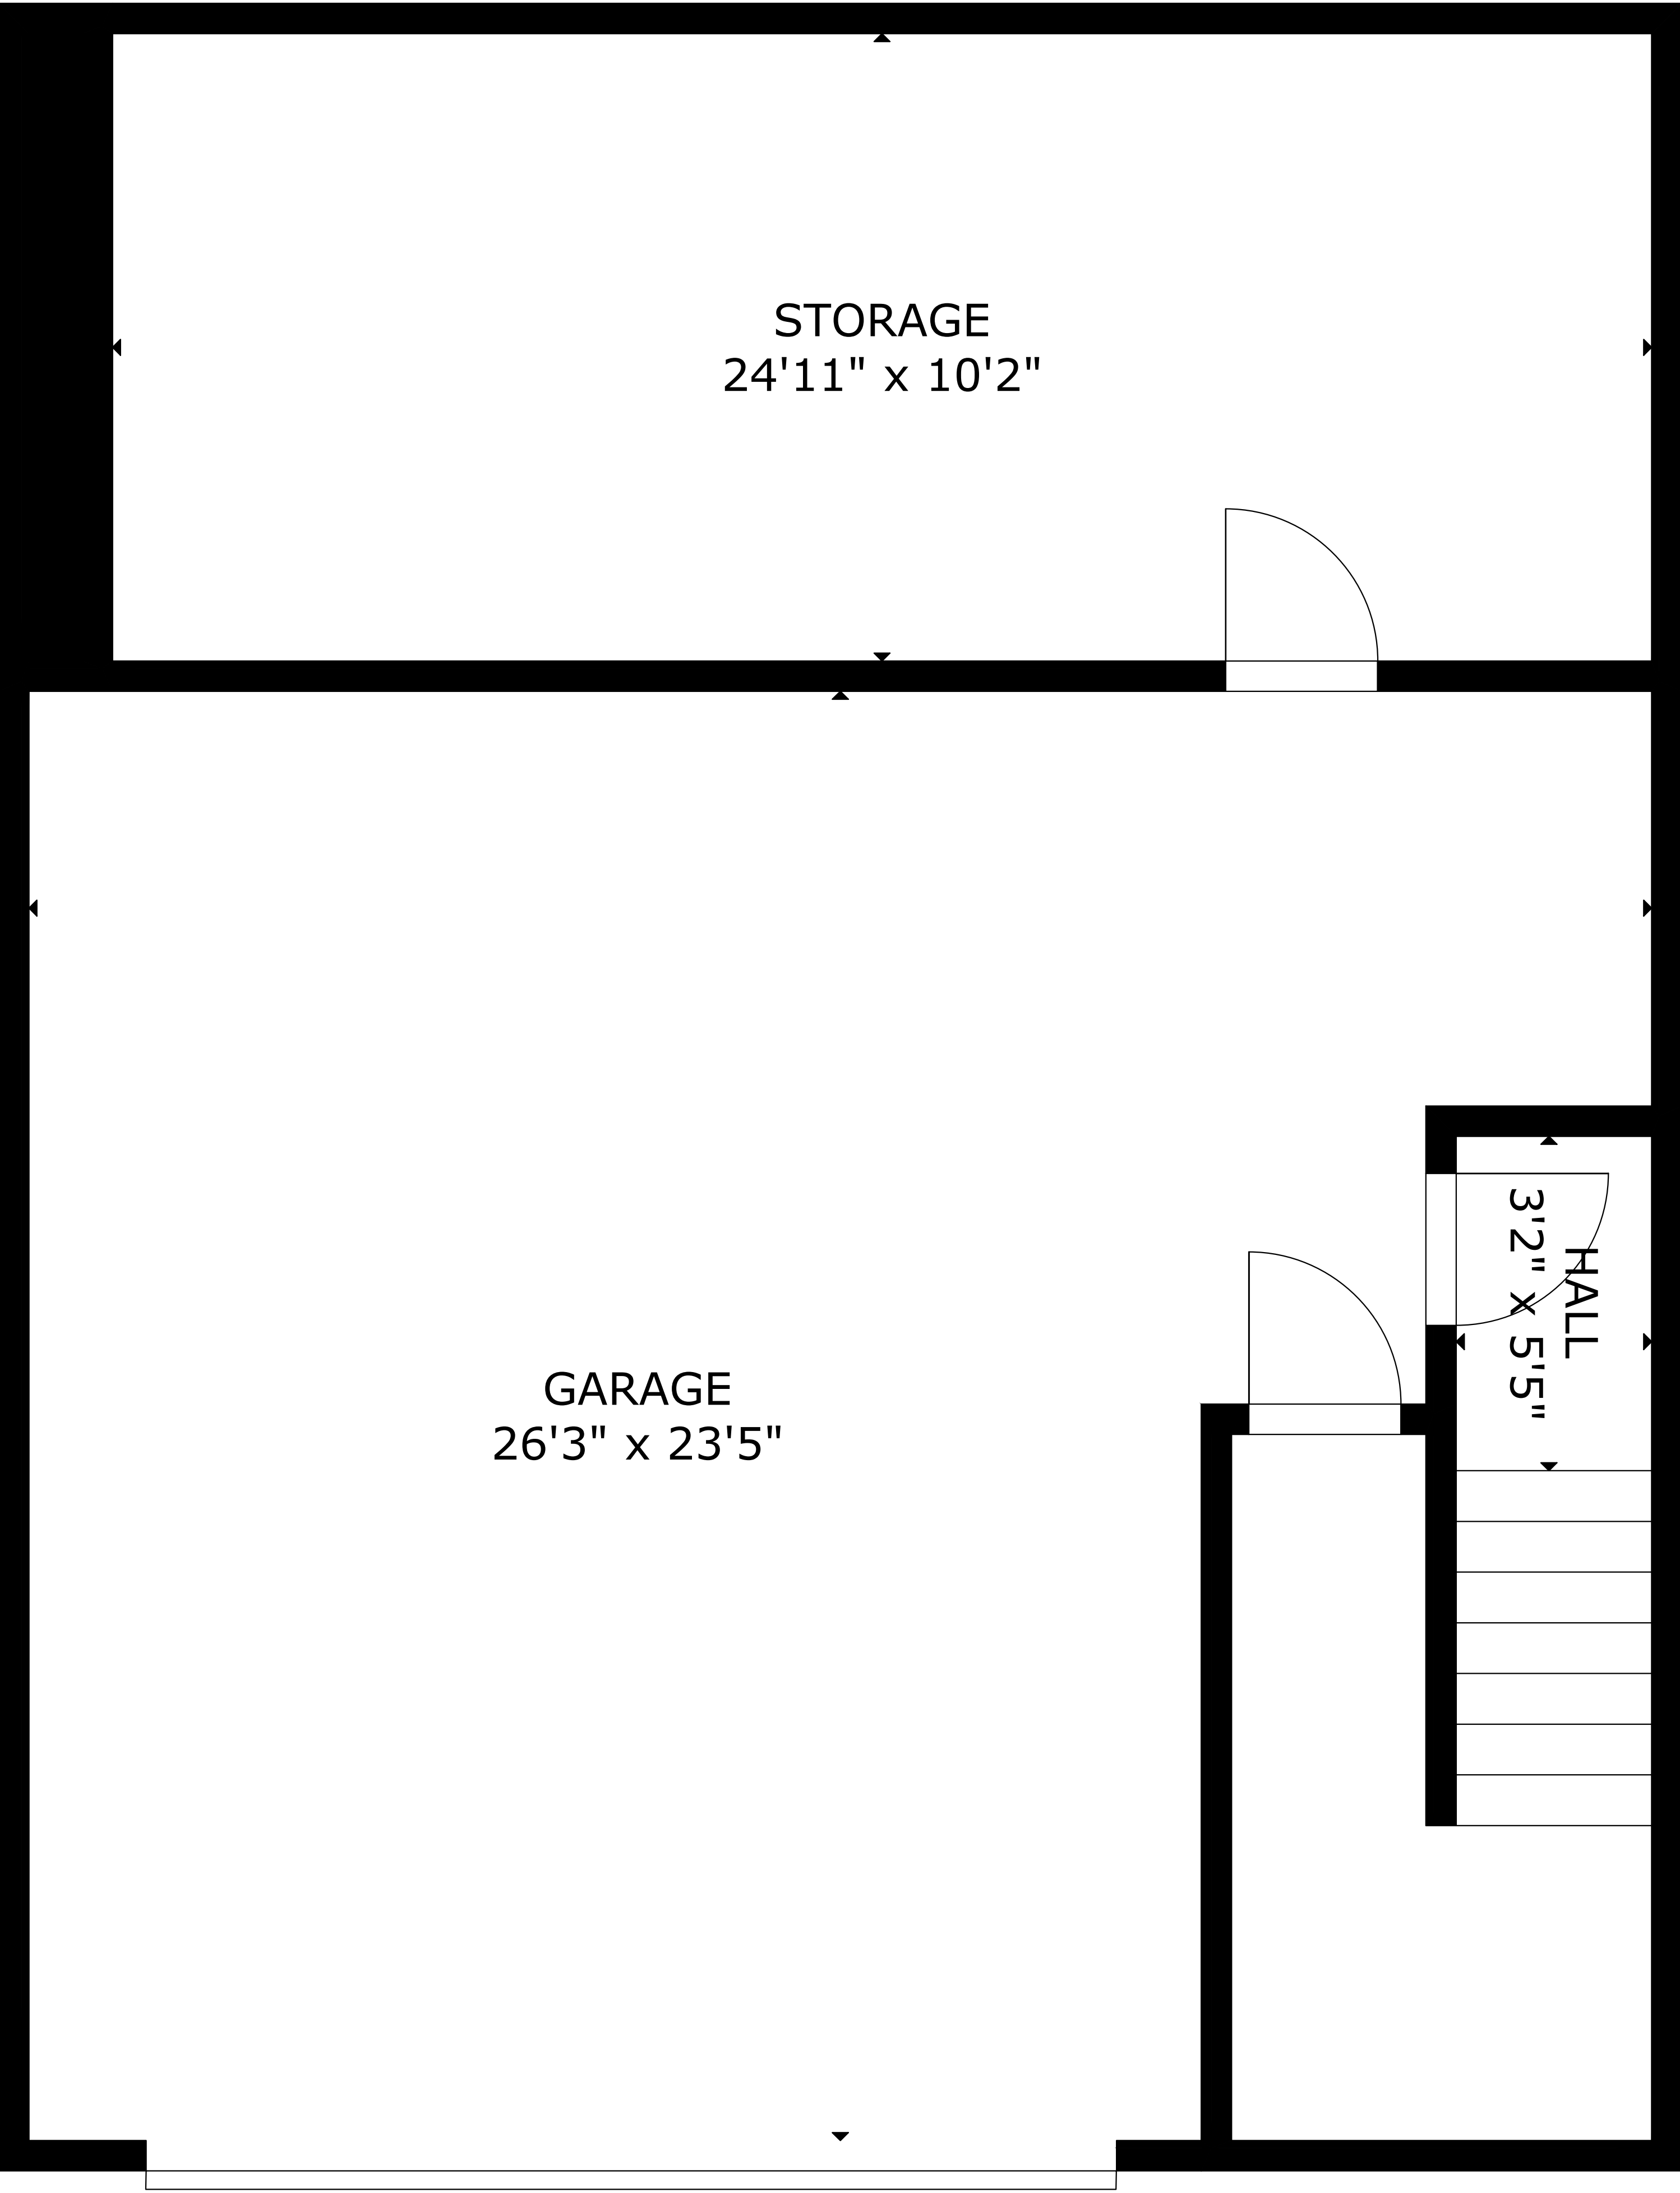 STORAGE
24'11" x 10'2"
HALL
3'2" x 5'5"
GARAGE
26'3" x 23'5"